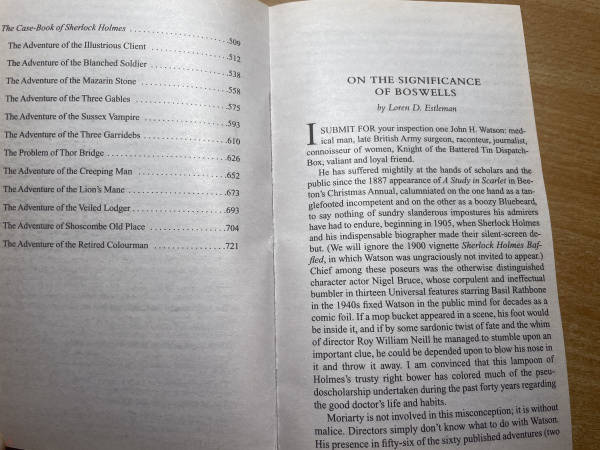 The Case-Book of Sherlock Holmes ........................ 509
The Adventure of the Illustrious Client ................... 512
The Adventure of the Blanched Soldier ................... 538
The Adventure of the Mazarin Stone ..................... 558
The Adventure of the Three Gables ...................... 575
The Adventure of the Sussex Vampire .................... 593
The Adventure of the Three Garridebs .................... 610
The Problem of Thor Bridge ............................ 626
The Adventure of the Creeping Man ..................... 652
The Adventure of the Lion's Mane ....................... 673
The Adventure of the Veiled Lodger ..................... 693
The Adventure of Shoscombe Old Place .................. 704
The Adventure of the Retired Colourman ................. 721
ON THE SIGNIFICANCE
OF BOSWELLS
by Loren D. Estleman
I SUBMIT FOR your inspection one John H. Watson: med-
ical man, late British Army surgeon, raconteur, journalist,
connoisseur of women, Knight of the Battered Tin Dispatch-
Box, valiant and loyal friend.
He has suffered mightily at the hands of scholars and the
public since the 1887 appearance of A Study in Scarlet in Bee-
ton's Christmas Annual, calumniated on the one hand as a tan-
glefooted incompetent and on the other as a boozy Bluebeard,
to say nothing of sundry slanderous impostures his admirers
have had to endure, beginning in 1905, when Sherlock Holmes
and his indispensable biographer made their silent-screen de-
but. (We will ignore the 1900 vignette Sherlock Holmes Baf-
fled, in which Watson was ungraciously not invited to appear.)
Chief among these poseurs was the otherwise distinguished
character actor Nigel Bruce, whose corpulent and ineffectual
bumbler in thirteen Universal features starring Basil Rathbone
in the 1940s fixed Watson in the public mind for decades as a
comic foil. If a mop bucket appeared in a scene, his foot would
be inside it, and if by some sardonic twist of fate and the whim
of director Roy William Neill he managed to stumble upon an
important clue, he could be depended upon to blow his nose in
it and throw it away. I am convinced that this lampoon of
Holmes's trusty right bower has colored much of the pseu-
doscholarship undertaken during the past forty years regarding
the good doctor's life and habits.
Moriarty is not involved in this misconception; it is without
malice. Directors simply don't know what to do with Watson.
His presence in fifty-six of the sixty published adventures (two